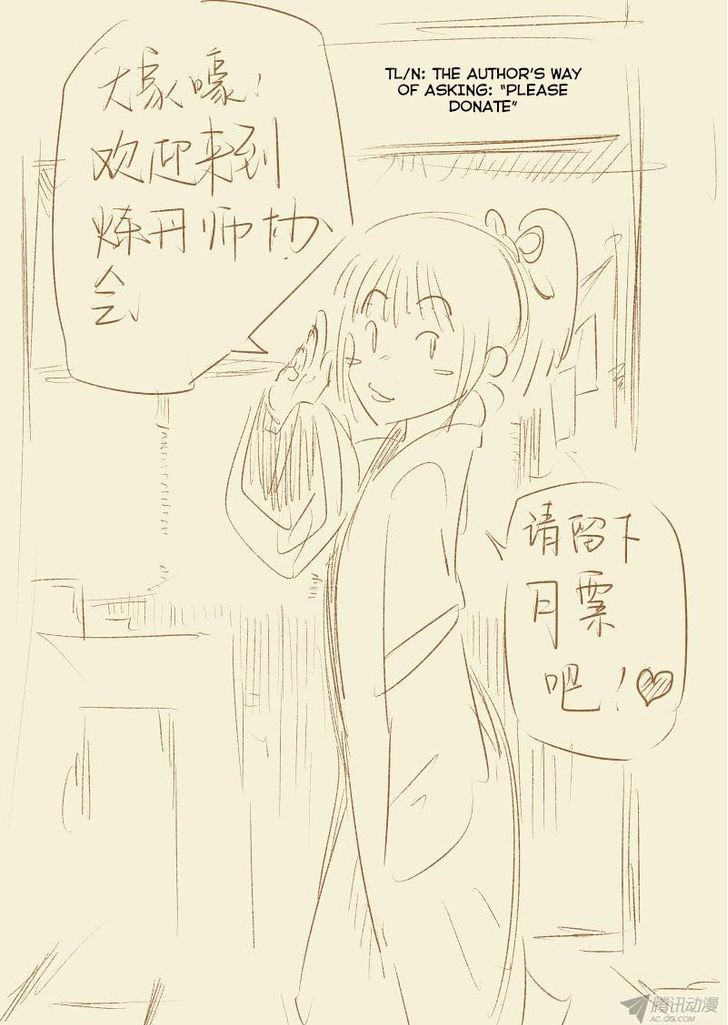 大家嚎！
欢迎来到
炼丹师协
会
TL/N: THE AUTHOR'S WAY
OF ASKING: "PLEASE
DONATE"
请留下
月票
吧！
腾讯动漫
AC.QQ.COM